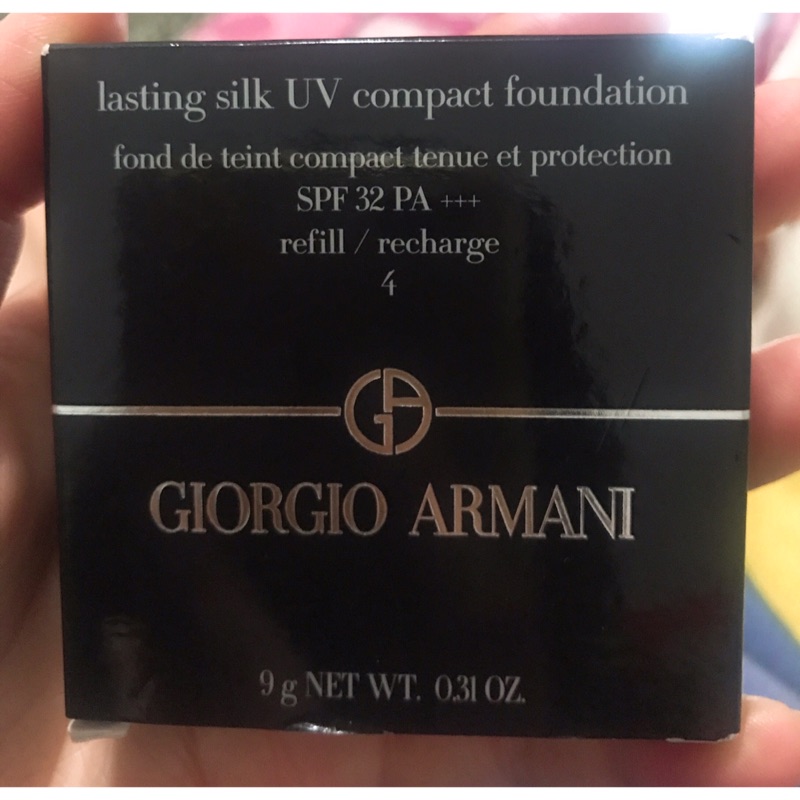 lasting silk UV compact foundation
fond de teint compact tenue et protection
SPF 32 PA +++
refill / recharge
4
GA
GIORGIO ARMANI
9 g NET WT. 0.31 OZ.